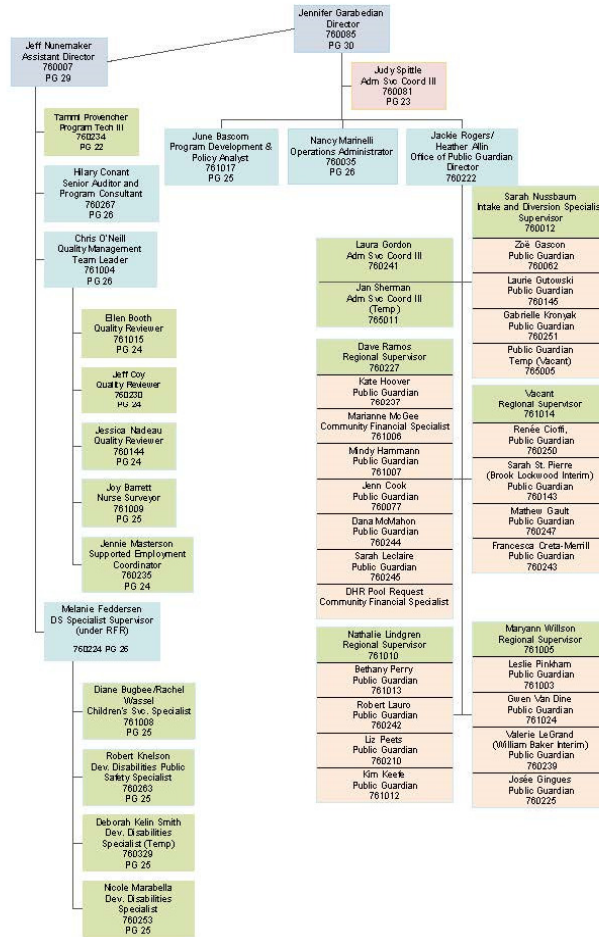 Jennifer Garabedian
Director
760085
PG 30
Jeff Nunemaker
Assistant Director
760007
PG 29
Judy Spittle
Adm Svc Coord III
760081
PG 23
Tammi Provencher
Program Tech III
760234
PG 22
Hilary Conant
Senior Auditor and
Program Consultant
760267
PG 26
Chris O'Neill
Quality Management
Team Leader
761004
PG 26
Ellen Booth
Quality Reviewer
761015
PG 24
Jeff Coy
Quality Reviewer
760230
PG 24
Jessica Nadeau
Quality Reviewer
760144
PG 24
Joy Barrett
Nurse Surveyor
761009
PG 25
Jennie Masterson
Supported Employment
Coordinator
760235
PG 24
Melanie Feddersen
DS Specialist Supervisor
(under RFR)
760224 PG 26
Diane Bugbee/Rachel
Wassel
Children's Svc. Specialist
761008
PG 25
Robert Knelson
Dev. Disabilities Public
Safety Specialist
760263
PG 25
Deborah Kelin Smith
Dev. Disabilities
Specialist (Temp)
760329
PG 25
Nicole Marabella
Dev. Disabilities
Specialist
760253
PG 25
June Bascom
Program Development &
Policy Analyst
761017
PG 25
Nancy Marinelli
Operations Administrator
760035
PG 26
Jackie Rogers/
Heather Allin
Office of Public Guardian
Director
760222
Laura Gordon
Adm Svc Coord III
760241
Jan Sherman
Adm Svc Coord III
(Temp)
765011
Dave Ramos
Regional Supervisor
760227
Kate Hoover
Public Guardian
760237
Marianne McGee
Community Financial Specialist
761006
Mindy Hammann
Public Guardian
761007
Jenn Cook
Public Guardian
760077
Dana McMahon
Public Guardian
760244
Sarah Leclaire
Public Guardian
760245
DHR Pool Request
Community Financial Specialist
Nathalie Lindgren
Regional Supervisor
761010
Bethany Perry
Public Guardian
761013
Robert Lauro
Public Guardian
760242
Liz Peets
Public Guardian
760210
Kim Keefe
Public Guardian
761012
Sarah Nussbaum
Intake and Diversion Specialis
Supervisor
760012
Zoë Gascon
Public Guardian
760062
Laurie Gutowski
Public Guardian
760145
Gabrielle Kronyak
Public Guardian
760251
Public Guardian
Temp (Vacant)
765005
Vacant
Regional Supervisor
761014
Renée Cioffi,
Public Guardian
760250
Sarah St. Pierre
(Brook Lockwood Interim)
Public Guardian
760143
Mathew Gault
Public Guardian
760247
Francesca Creta-Merrill
Public Guardian
760243
Maryann Willson
Regional Supervisor
761005
Leslie Pinkham
Public Guardian
761003
Gwen Van Dine
Public Guardian
761024
Valerie LeGrand
(William Baker Interim)
Public Guardian
760239
Josée Gingues
Public Guardian
760225